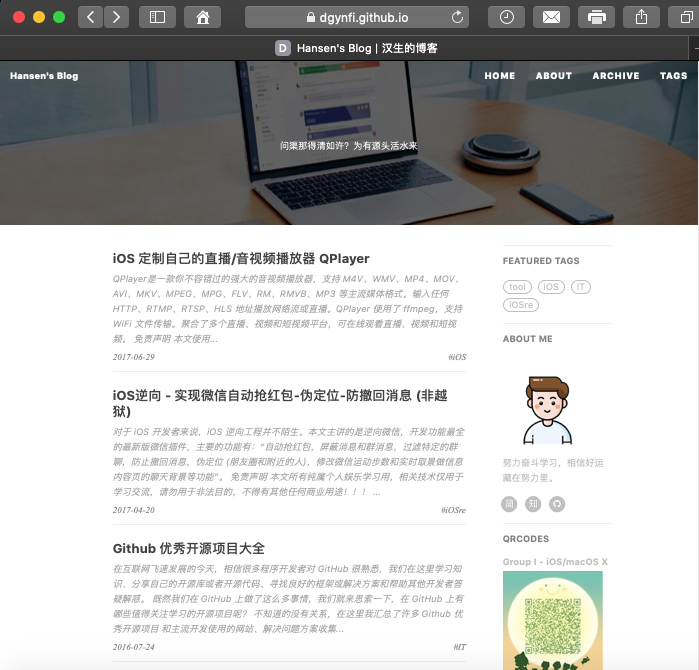 dgynfi.github.io
D Hansen's Blog | 汉生的博客
Hansen's Blog
HOME ABOUT ARCHIVE TAGS
问渠那得清如许？为有源头活水来
iOS 定制自己的直播/音视频播放器 QPlayer
QPlayer是一款你不容错过的强大的音视频播放器，支持 M4V、WMV、MP4、MOV、
AVI、MKV、MPEG、MPG、FLV、RM、RMVB、MP3 等主流媒体格式。输入任何
HTTP、RTMP、RTSP、HLS 地址播放网络流或直播。QPlayer 使用了 ffmpeg，支持
WiFi 文件传输。聚合了多个直播、视频和短视频平台，可在线观看直播、视频和短视
频。 免责声明 本文使用...
2017-06-29 #iOS
iOS逆向 - 实现微信自动抢红包-伪定位-防撤回消息 (非越
狱)
对于 iOS 开发者来说，iOS 逆向工程并不陌生。本文主讲的是逆向微信，开发功能最全
的最新版微信插件，主要的功能有：“自动抢红包，屏蔽消息和群消息，过滤特定的群
聊，防止撤回消息，伪定位 (朋友圈和附近的人)，修改微信运动步数和实时取景做信息
内容页的聊天背景等功能”。 免责声明 本文所有纯属个人娱乐学习用，相关技术仅用于
学习交流，请勿用于非法目的，不得有其他任何商业用途！！！ ...
2017-04-20 #iOSre
Github 优秀开源项目大全
在互联网飞速发展的今天，相信很多程序开发者对 GitHub 很熟悉，我们在这里学习知
识、分享自己的开源库或者开源代码、寻找良好的框架或解决方案和帮助其他开发者答
疑解惑。 既然我们在 GitHub 上做了这么多事情，我们就来思索一下，在 GitHub 上有
哪些值得关注学习的开源项目呢？ 不知道的没有关系，在这里我汇总了许多 Github 优
秀开源项目 和主流开发使用的网站、解决问题方案收集...
2016-07-24 #IT
FEATURED TAGS
tool iOS IT
iOSre
ABOUT ME
努力奋斗学习，相信好运
藏在努力里。
简 知
QRCODES
Group I - iOS/macOS X